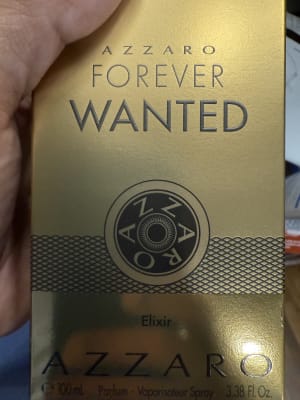 AZZARO
FOREVER
WANTED
AZZARO
Elixir
AZZARO
℮ 100 mL Parfum - Vaporisateur Spray 3.38 Fl. Oz.